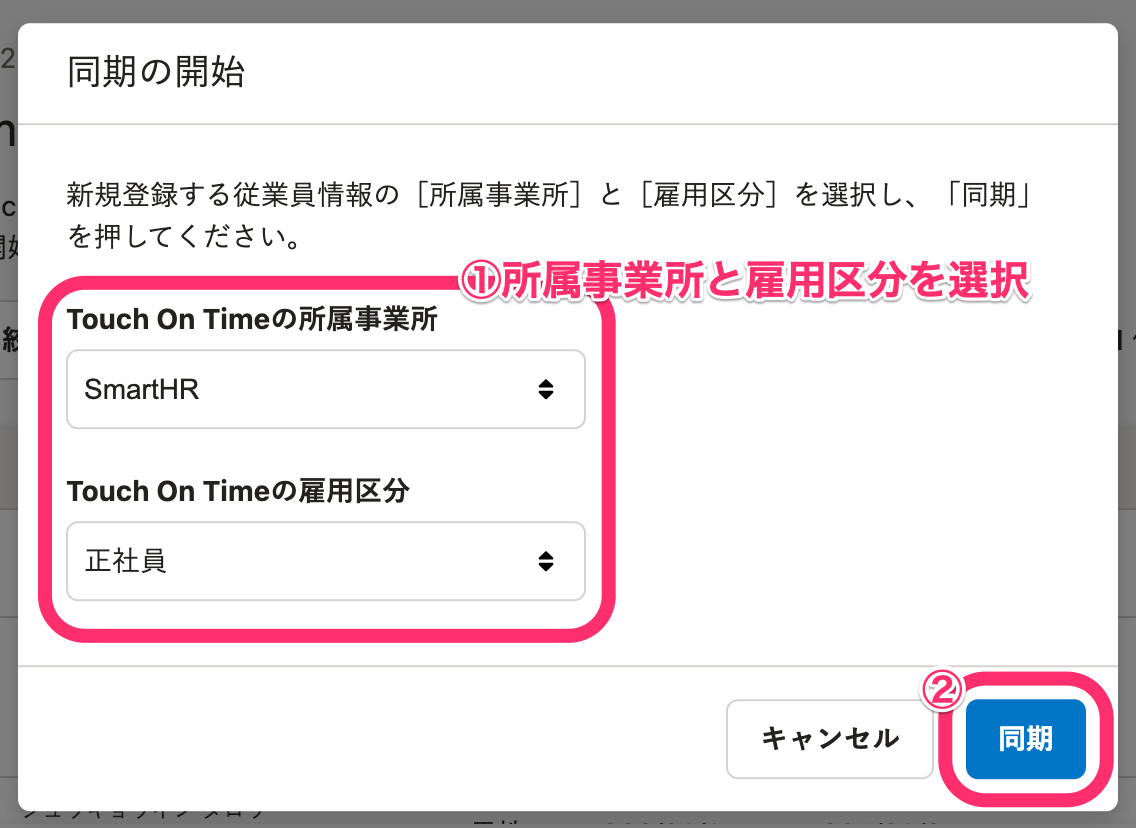 同期の開始
新規登録する従業員情報の［所属事業所］と［雇用区分］を選択し、「同期」
を押してください。
①所属事業所と雇用区分を選択
Touch On Timeの所属事業所
SmartHR
Touch On Timeの雇用区分
正社員
②
キャンセル
同期